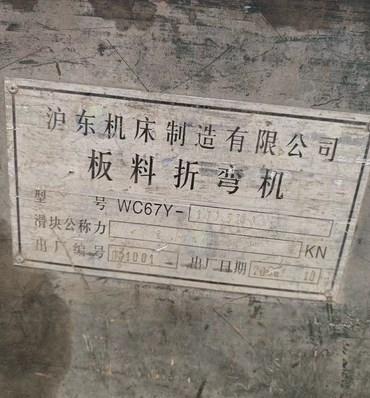 沪东机床制造有限公司
板料折弯机
型 号 WC67Y-
滑块公称力 KN
出厂编号 出厂日期 10